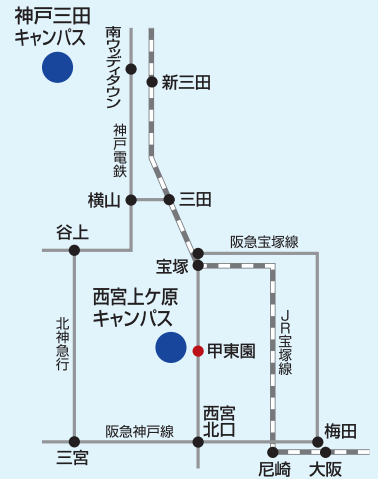 神戸三田
キャンパス
南ウッディタウン
新三田
神戸電鉄
横山
三田
谷上
阪急宝塚線
宝塚
西宮上ケ原
キャンパス
北神急行
JR宝塚線
甲東園
西宮
北口
阪急神戸線
梅田
三宮
尼崎
大阪